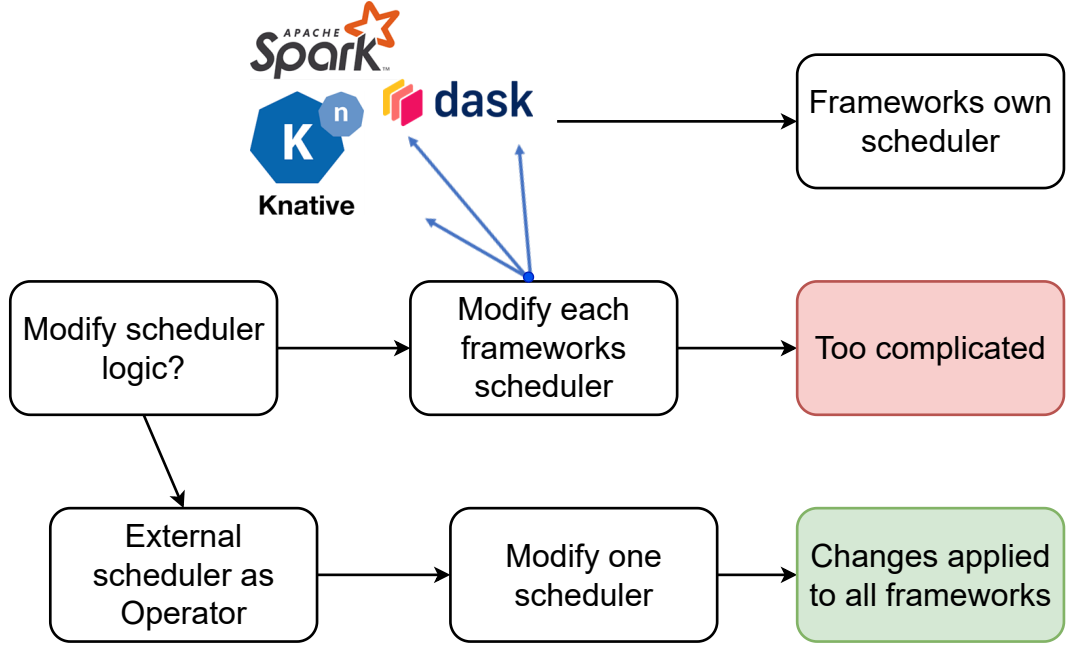 APACHE
Spark™
dask
n
K
Knative
Frameworks own
scheduler
Modify scheduler
logic?
Modify each
frameworks
scheduler
Too complicated
External
scheduler as
Operator
Modify one
scheduler
Changes applied
to all frameworks